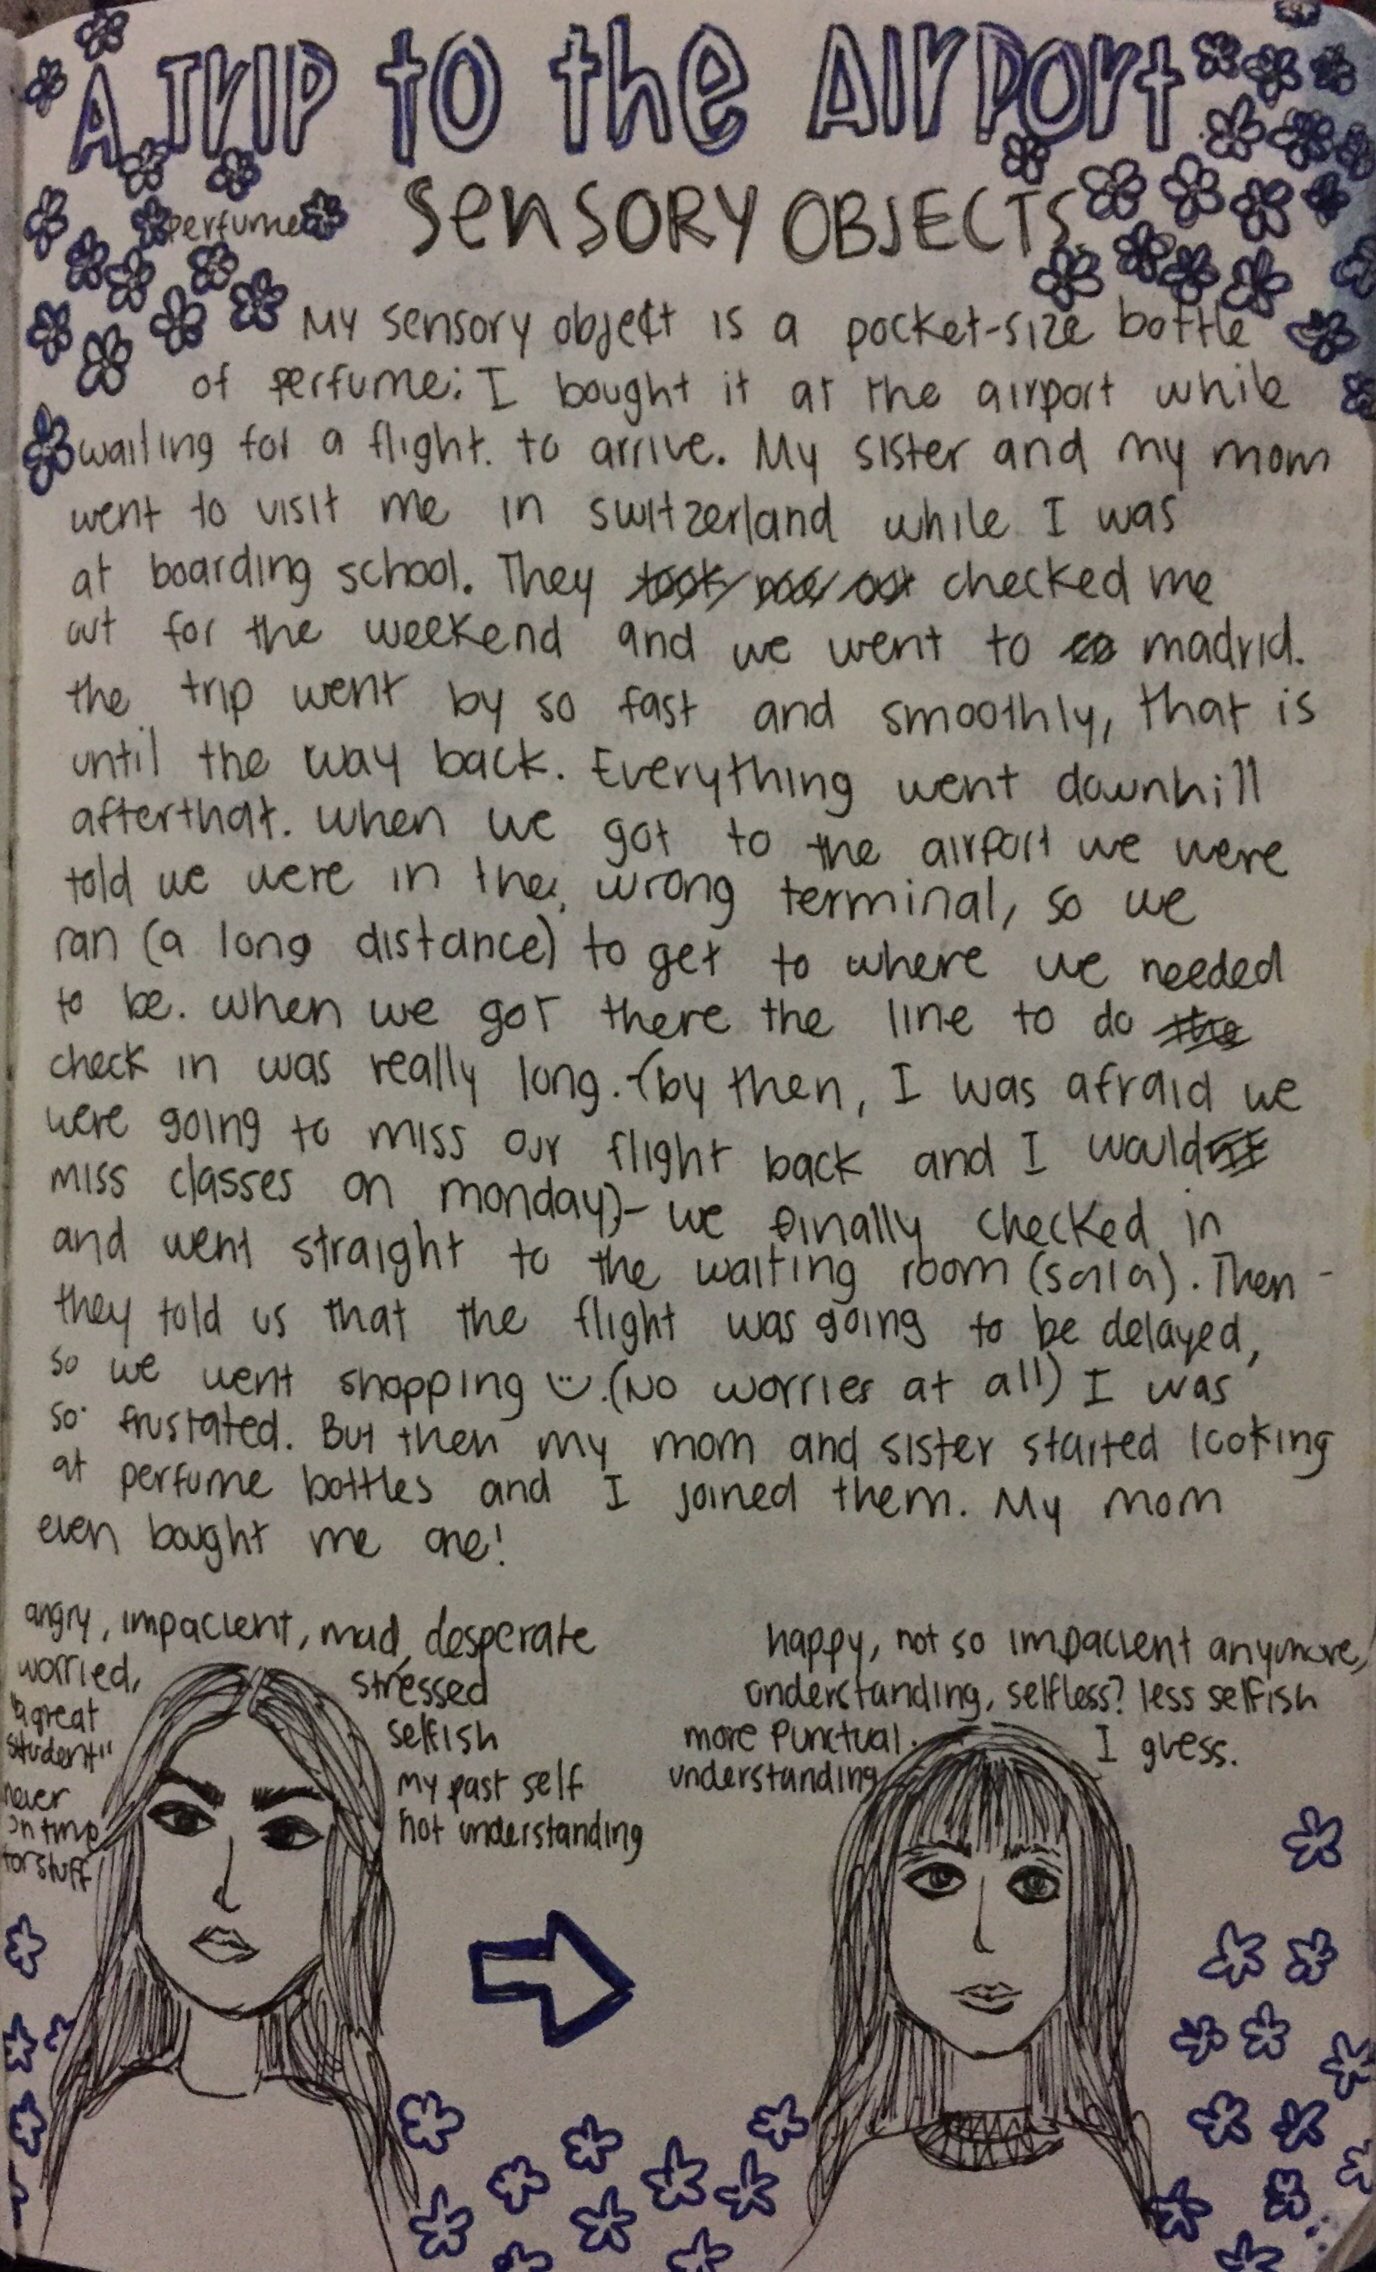 A TRIP to the AIRPORT
perfume
SENSORY OBJECTS
My sensory object is a pocket-size bottle
of perfume; I bought it at the airport while
waiting for a flight. to arrive. My sister and my mom
went to visit me in switzerland while I was
at boarding school. They took me out checked me
out for the weekend and we went to madrid.
the trip went by so fast and smoothly, that is
until the way back. Everything went downhill
afterthat. When we got to the airport we were
told we were in the wrong terminal, so we
ran (a long distance) to get to where we needed
to be. When we got there the line to do the
check in was really long. -(by then, I was afraid we
were going to miss our flight back and I would
miss classes on monday)- we finally checked in
and went straight to the waiting room (sala). Then -
they told us that the flight was going to be delayed,
so we went shopping :). (No worries at all) I was
so frustated. But then my mom and sister started looking
at perfume bottles and I joined them. My mom
even bought me one!
angry, impacient, mad, desperate
worried, stressed
"a great
student" selfish
never my past self
on time not understanding
for stuff
happy, not so impacient anymore,
understanding, selfless? less selfish
more punctual. I guess.
understanding